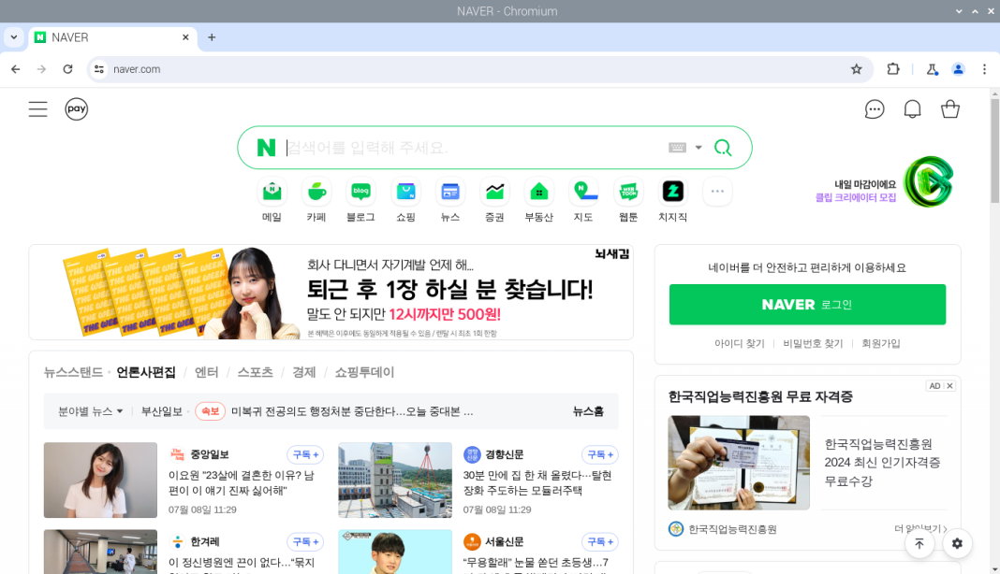 NAVER - Chromium
NAVER
naver.com
pay
N 검색어를 입력해 주세요.
blog
WEB TOON
메일 카페 블로그 쇼핑 뉴스 증권 부동산 지도 웹툰 치지직
내일 마감이에요
클립 크리에이터 모집
뇌새김
회사 다니면서 자기계발 언제 해...
퇴근 후 1장 하실 분 찾습니다!
말도 안 되지만 12시까지만 500원!
본 혜택은 이후에도 동일하게 적용될 수 있음 / 렌탈 시 최초 1회 한함
네이버를 더 안전하고 편리하게 이용하세요
NAVER 로그인
아이디 찾기 비밀번호 찾기 회원가입
뉴스스탠드 · 언론사편집 / 엔터 / 스포츠 / 경제 / 쇼핑투데이
분야별 뉴스 부산일보 · 속보 미복귀 전공의도 행정처분 중단한다…오늘 중대본 … 뉴스홈
중앙일보 구독 +
이요원 "23살에 결혼한 이유? 남
편이 이 얘기 진짜 싫어해"
07월 08일 11:29
경향신문 구독 +
30분 만에 집 한 채 올렸다…탈현
장화 주도하는 모듈러주택
07월 08일 11:29
한겨레 구독 +
이 정신병원엔 끈이 없다…“묶지
서울신문 구독 +
“무용할래” 눈물 쏟던 초등생…7
AD
한국직업능력진흥원 무료 자격증
한국직업능력진흥원
2024 최신 인기자격증
무료수강
한국직업능력진흥원